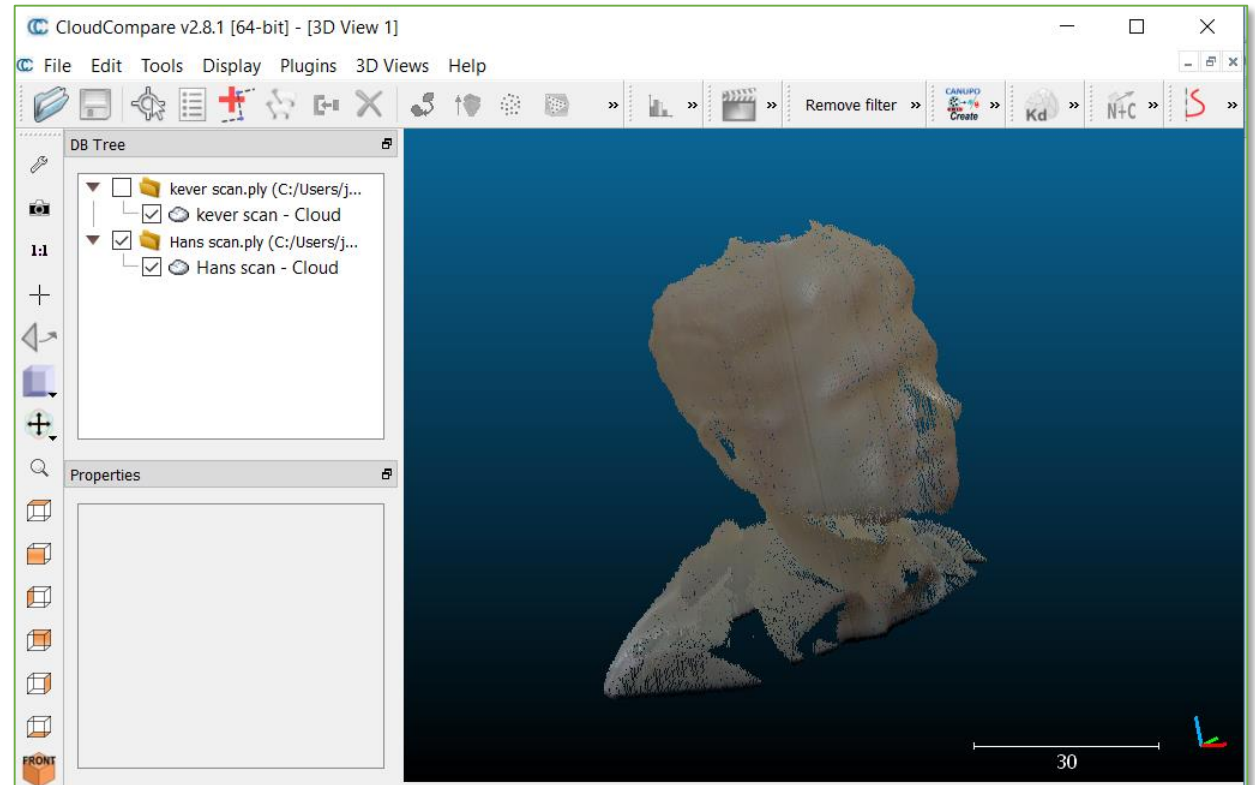 CloudCompare v2.8.1 [64-bit] - [3D View 1]
File Edit Tools Display Plugins 3D Views Help
» » » Remove filter » CANUPO Create » Kd » N+C » »
DB Tree
kever scan.ply (C:/Users/j...
kever scan - Cloud
Hans scan.ply (C:/Users/j...
Hans scan - Cloud
1:1
Properties
FRONT
30